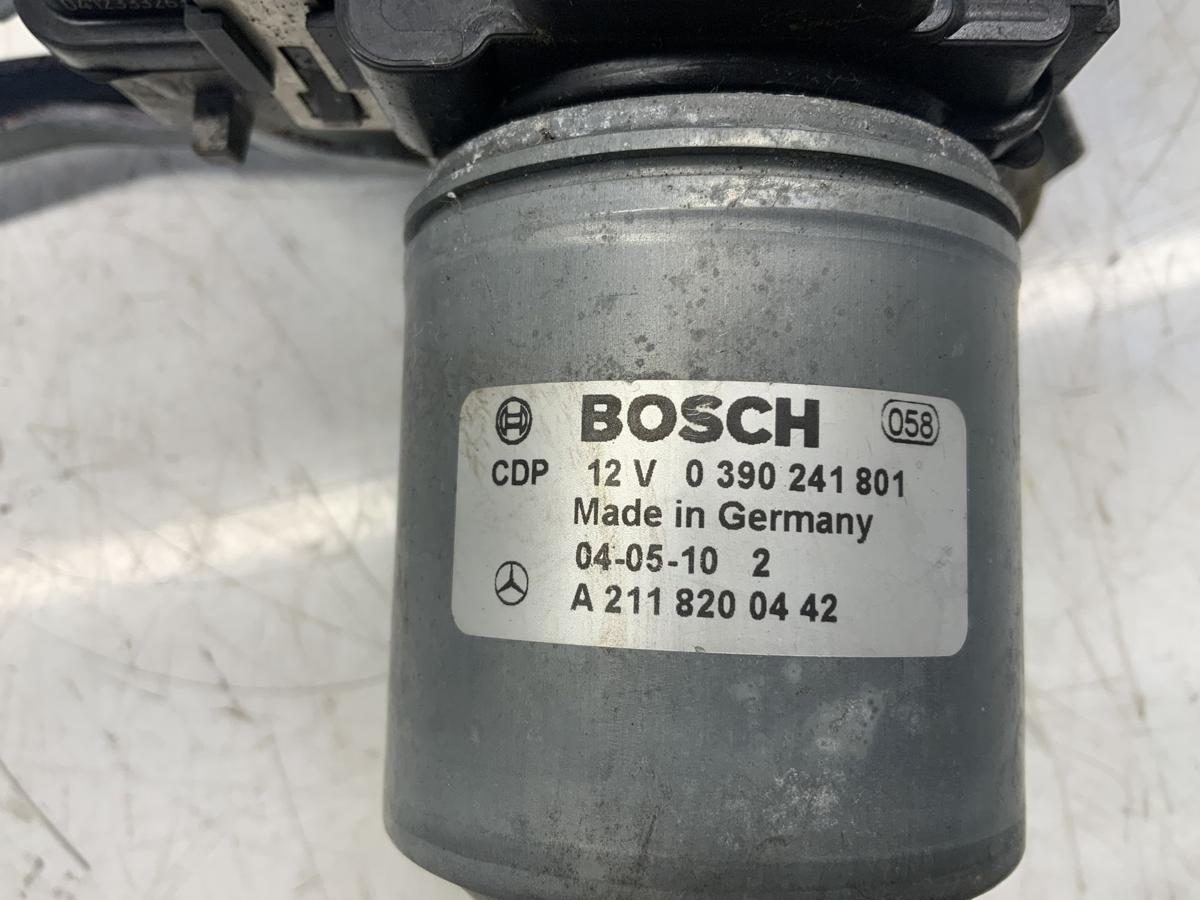 BOSCH 058
CDP 12 V 0 390 241 801
Made in Germany
04-05-10 2
A 211 820 04 42